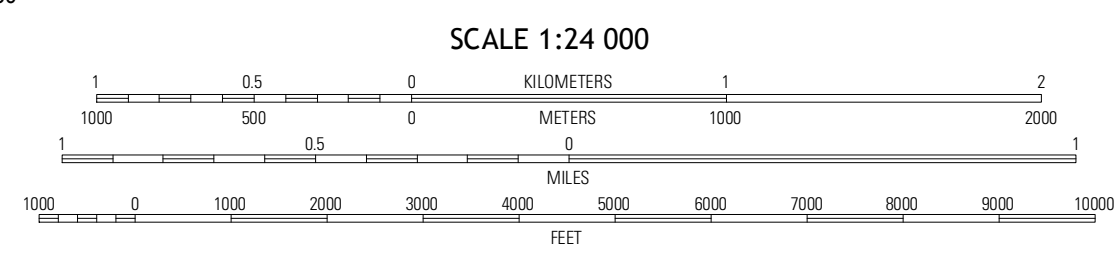 SCALE 1:24 000
1 0.5 0 KILOMETERS 1 2
1000 500 0 METERS 1000 2000
1 0.5 0 1
MILES
1000 0 1000 2000 3000 4000 5000 6000 7000 8000 9000 10000
FEET